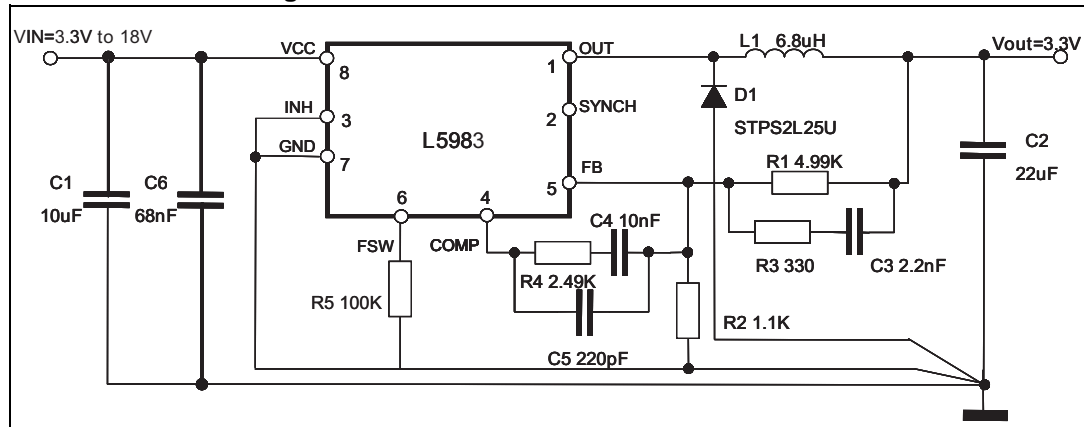 VIN=3.3V to 18V
VCC
8
INH
3
GND
7
L5983
OUT
1
SYNCH
2
FB
5
6
4
FSW
COMP
L1 6.8uH
Vout=3.3V
D1
STPS2L25U
C1
10uF
C6
68nF
C2
22uF
R1 4.99K
R3 330
C3 2.2nF
C4 10nF
R4 2.49K
R5 100K
R2 1.1K
C5 220pF